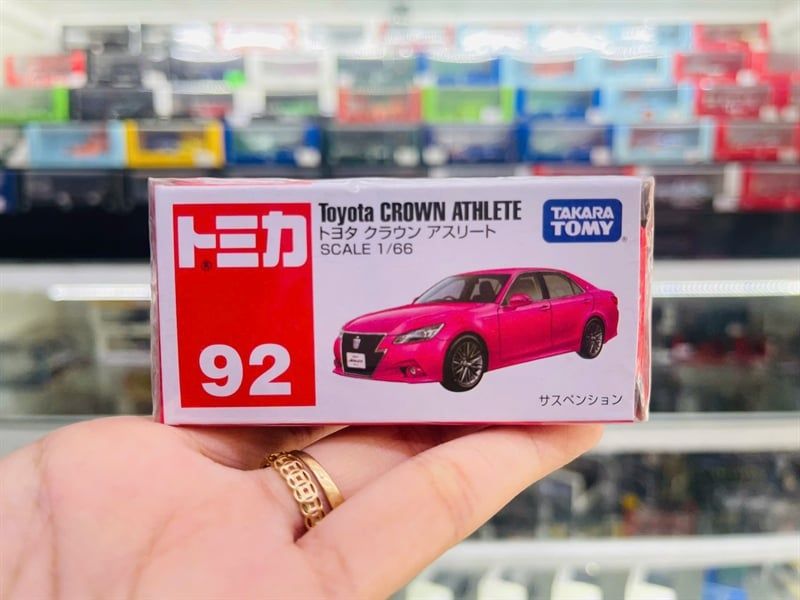 トミカ
92
Toyota CROWN ATHLETE
トヨタ クラウン アスリート
SCALE 1/66
TAKARA
TOMY
サスペンション